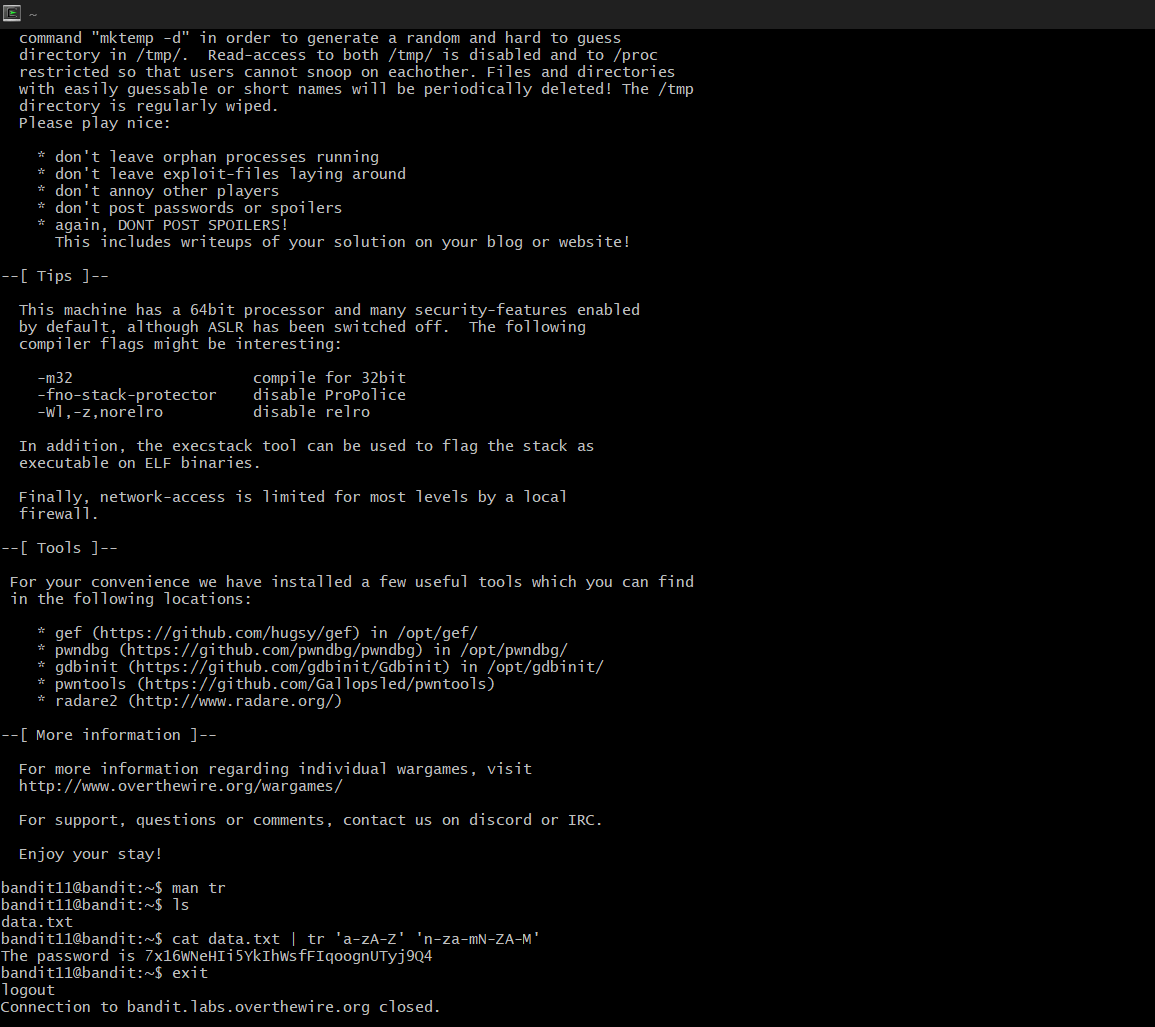 ~
command "mktemp -d" in order to generate a random and hard to guess
directory in /tmp/.  Read-access to both /tmp/ is disabled and to /proc
restricted so that users cannot snoop on eachother. Files and directories
with easily guessable or short names will be periodically deleted! The /tmp
directory is regularly wiped.
Please play nice:
* don't leave orphan processes running
* don't leave exploit-files laying around
* don't annoy other players
* don't post passwords or spoilers
* again, DONT POST SPOILERS!
This includes writeups of your solution on your blog or website!
--[ Tips ]--
This machine has a 64bit processor and many security-features enabled
by default, although ASLR has been switched off.  The following
compiler flags might be interesting:
-m32                    compile for 32bit
-fno-stack-protector    disable ProPolice
-Wl,-z,norelro          disable relro
In addition, the execstack tool can be used to flag the stack as
executable on ELF binaries.
Finally, network-access is limited for most levels by a local
firewall.
--[ Tools ]--
For your convenience we have installed a few useful tools which you can find
in the following locations:
* gef (https://github.com/hugsy/gef) in /opt/gef/
* pwndbg (https://github.com/pwndbg/pwndbg) in /opt/pwndbg/
* gdbinit (https://github.com/gdbinit/Gdbinit) in /opt/gdbinit/
* pwntools (https://github.com/Gallopsled/pwntools)
* radare2 (http://www.radare.org/)
--[ More information ]--
For more information regarding individual wargames, visit
http://www.overthewire.org/wargames/
For support, questions or comments, contact us on discord or IRC.
Enjoy your stay!
bandit11@bandit:~$ man tr
bandit11@bandit:~$ ls
data.txt
bandit11@bandit:~$ cat data.txt | tr 'a-zA-Z' 'n-za-mN-ZA-M'
The password is 7x16WNeHIi5YkIhWsfFIqoognUTyj9Q4
bandit11@bandit:~$ exit
logout
Connection to bandit.labs.overthewire.org closed.